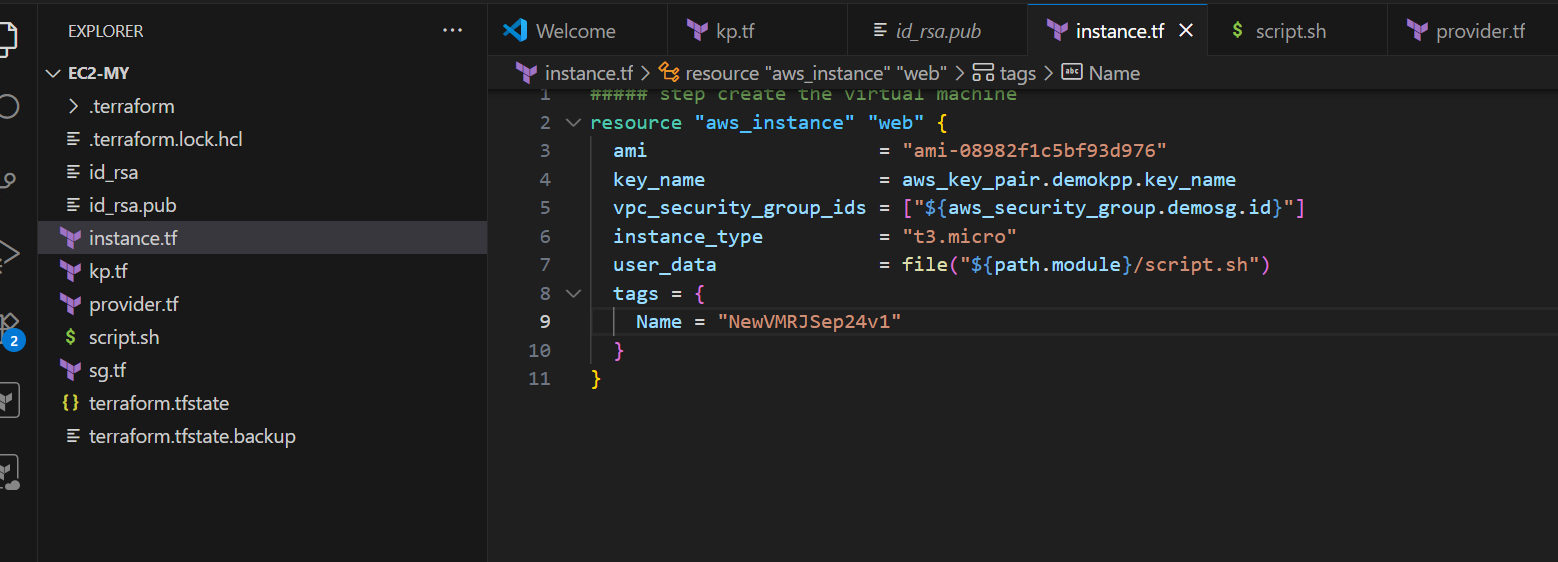 EXPLORER
...
EC2-MY
.terraform
.terraform.lock.hcl
id_rsa
id_rsa.pub
instance.tf
kp.tf
provider.tf
script.sh
sg.tf
terraform.tfstate
terraform.tfstate.backup
2
Welcome
kp.tf
id_rsa.pub
instance.tf
script.sh
provider.tf
instance.tf > resource "aws_instance" "web" > tags > abc Name
1 ##### step create the virtual machine
2 resource "aws_instance" "web" {
3   ami                    = "ami-08982f1c5bf93d976"
4   key_name               = aws_key_pair.demokpp.key_name
5   vpc_security_group_ids = ["${aws_security_group.demosg.id}"]
6   instance_type          = "t3.micro"
7   user_data              = file("${path.module}/script.sh")
8   tags = {
9     Name = "NewVMRJSep24v1"
10   }
11 }